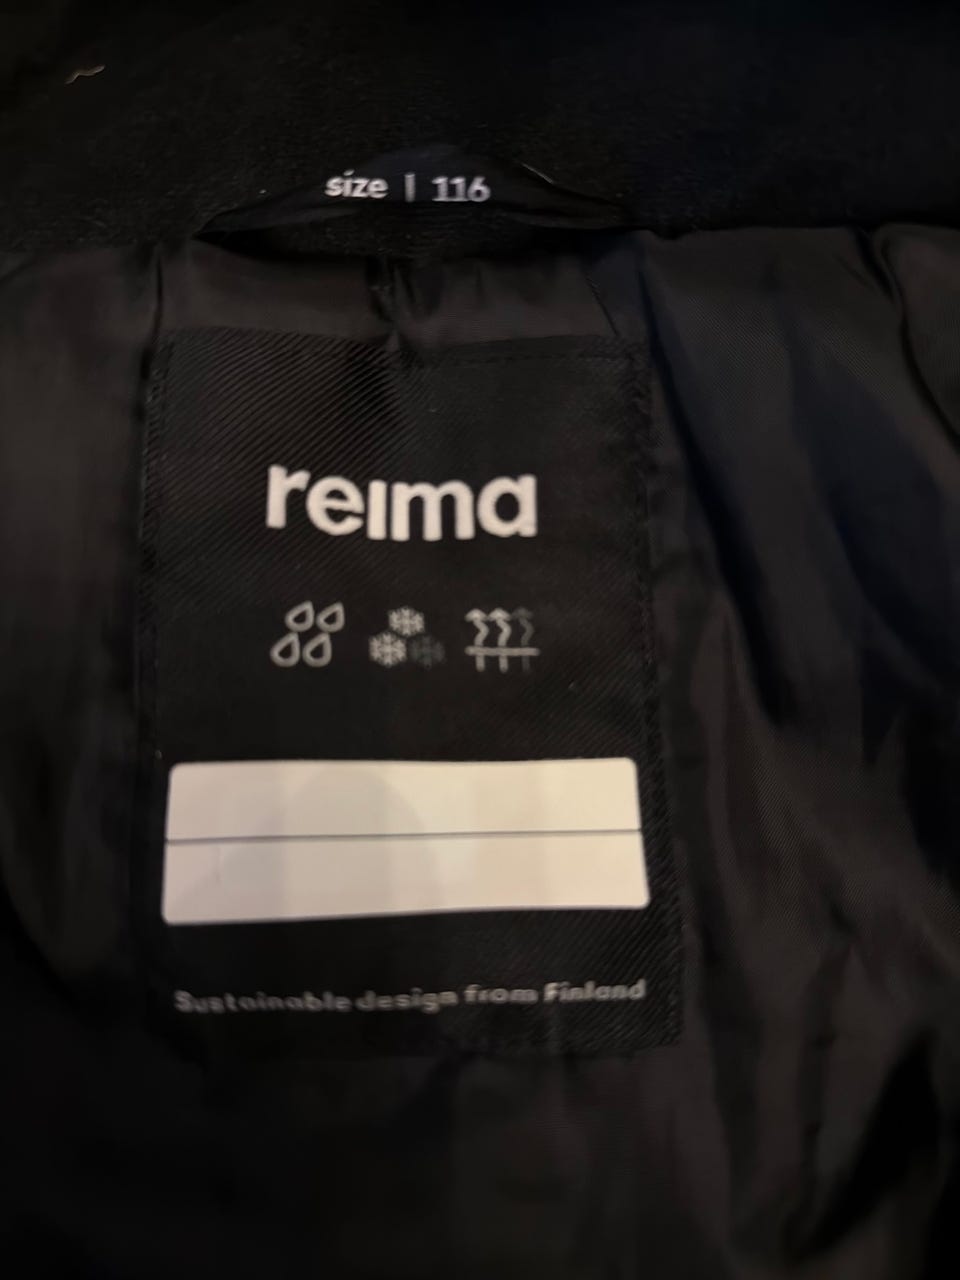 size | 116
reima
Sustainable design from Finland